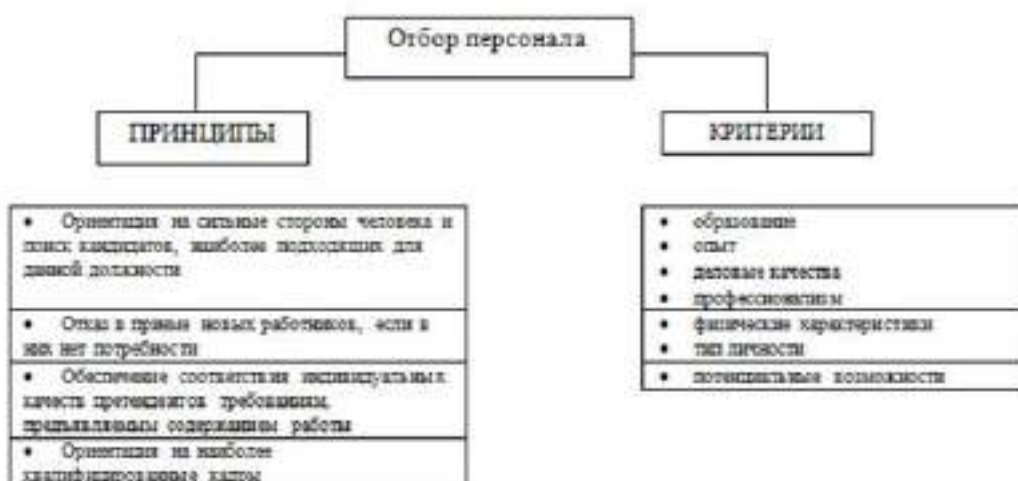 Отбор персонала
ПРИНЦИПЫ
КРИТЕРИИ
• Ориентация на сильные стороны человека и
поиск кандидатов, наиболее подходящих для
данной должности
• Отказ в приеме новых работников, если в
них нет потребности
• Обеспечение соответствия индивидуальных
качеств претендентов требованиям,
предъявляемым содержанием работы
• Ориентация на наиболее
квалифицированные кадры
• образование
• опыт
• деловые качества
• профессионализм
• физические характеристики
• тип личности
• потенциальные возможности